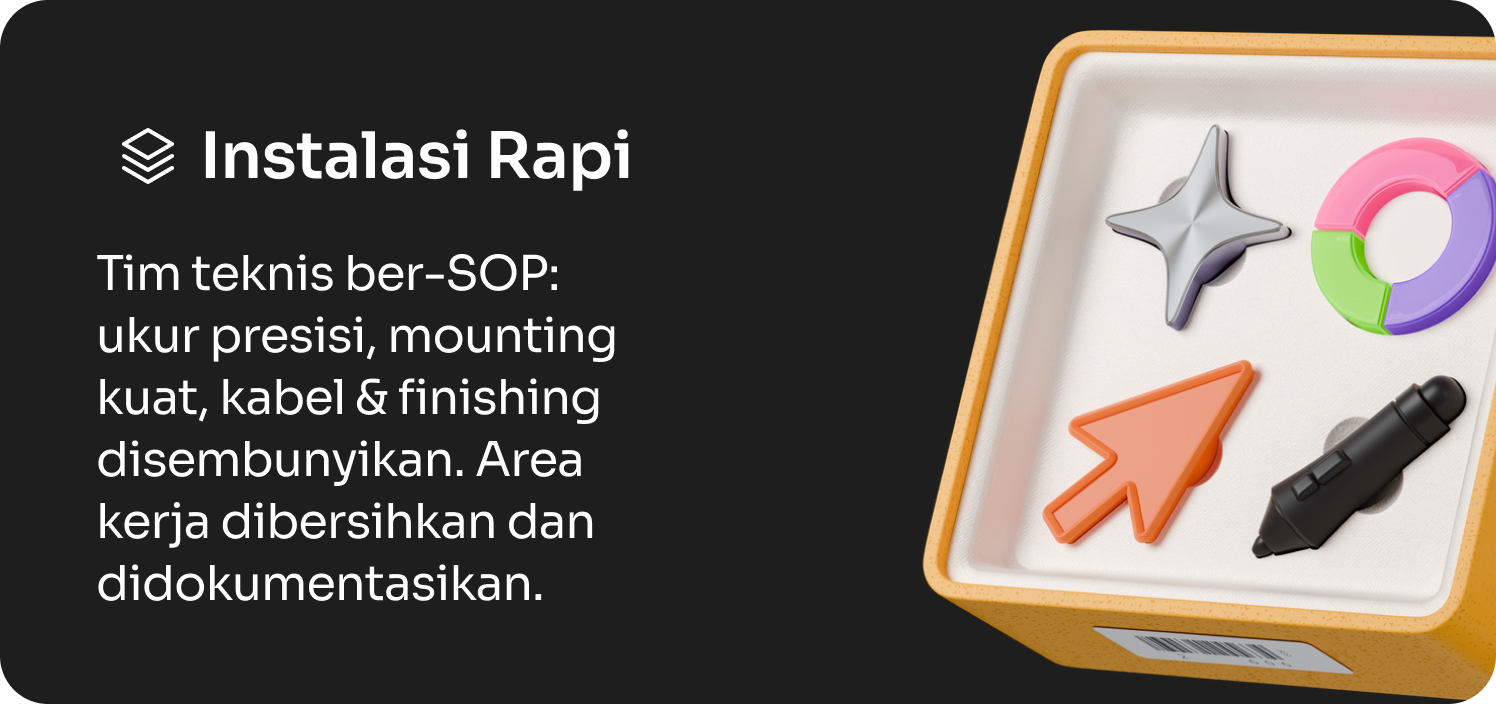 Instalasi Rapi
Tim teknis ber-SOP:
ukur presisi, mounting
kuat, kabel & finishing
disembunyikan. Area
kerja dibersihkan dan
didokumentasikan.